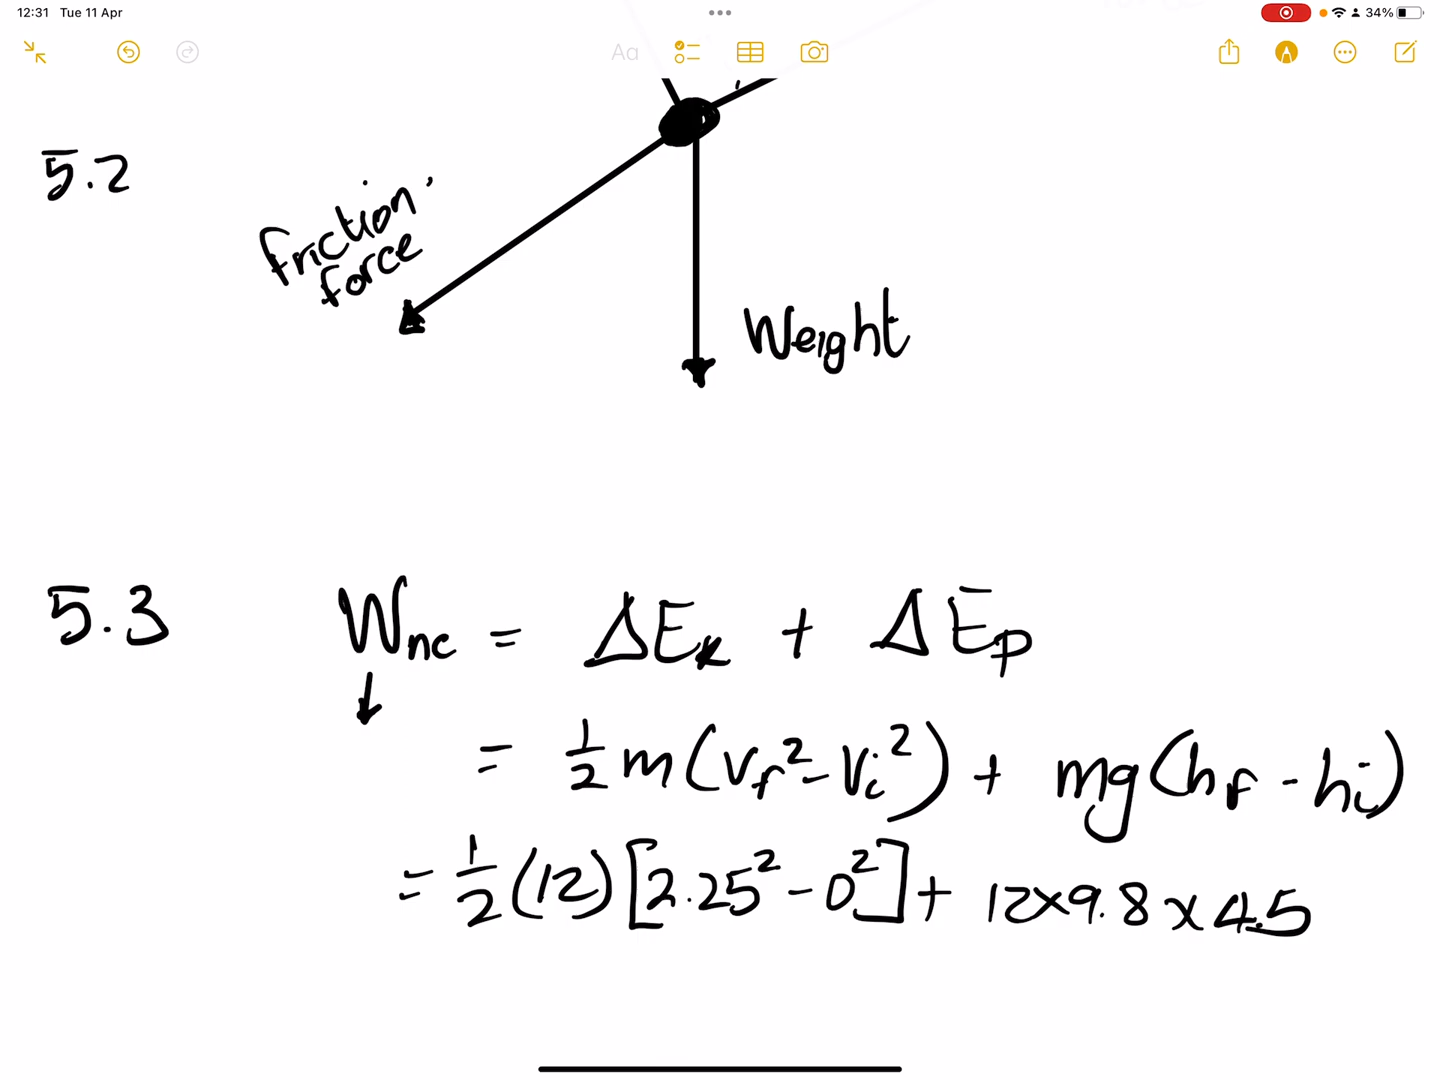 12:31 Tue 11 Apr
34%
Aa
5.2
friction
force
Weight
5.3 Wnc = ΔEk + ΔEp
↓
= 1/2 m(vf² - vi²) + mg(hf - hi)
= 1/2 (12) [2.25² - 0²] + 12×9.8×4.5